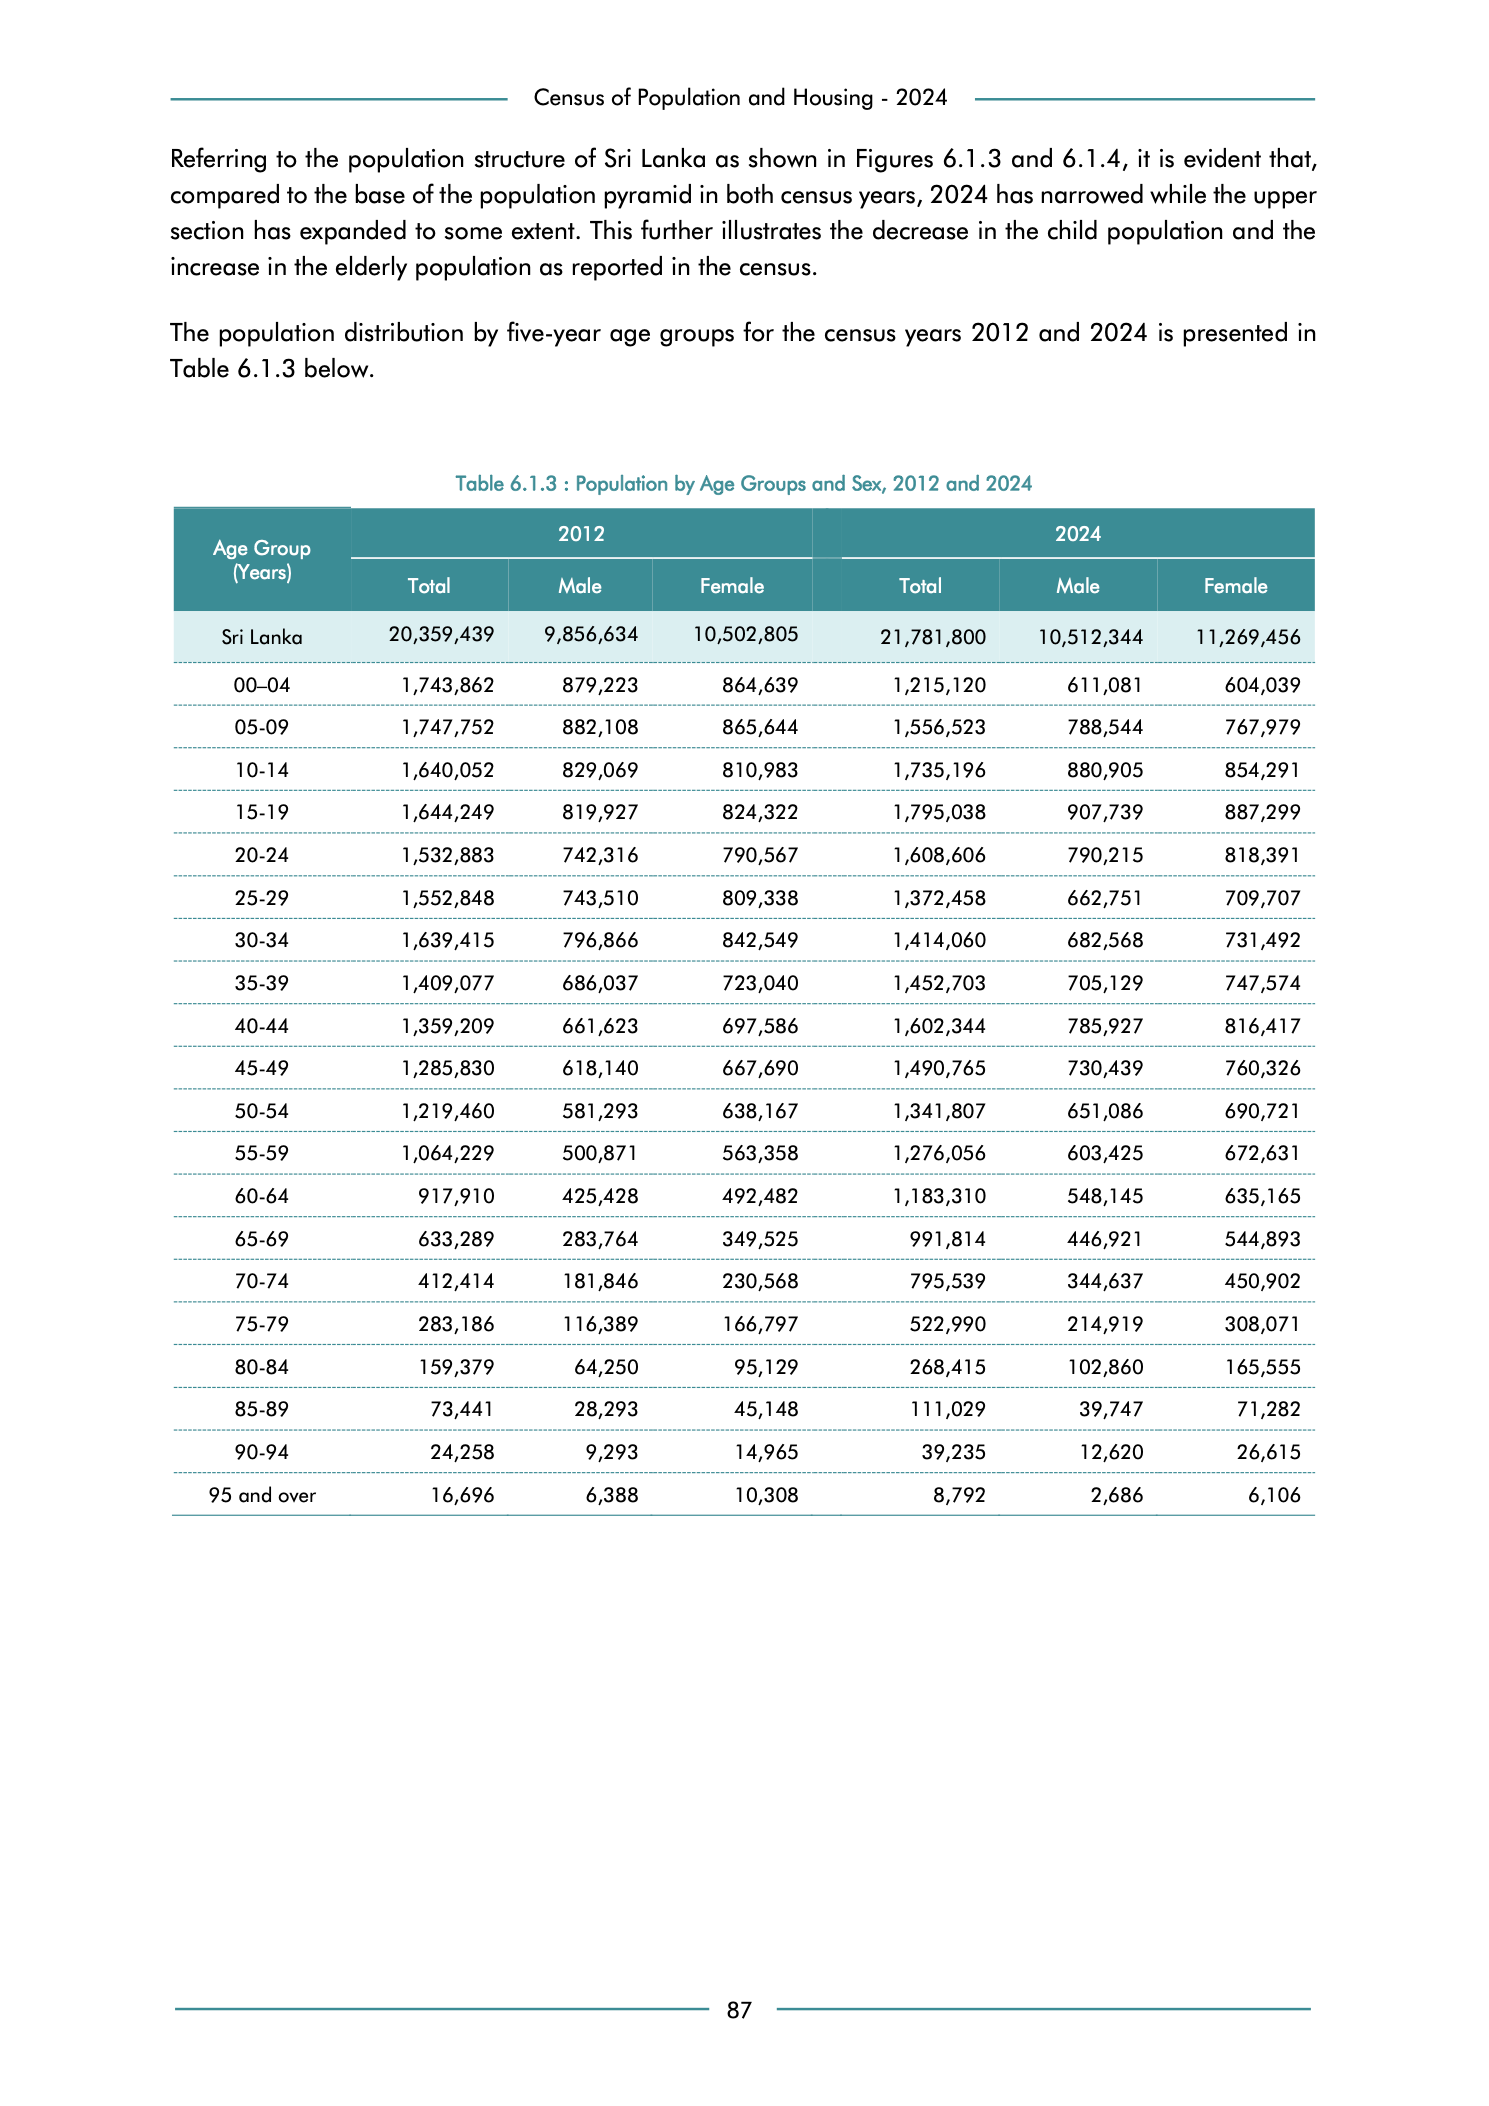 Census of Population and Housing - 2024
Referring to the population structure of Sri Lanka as shown in Figures 6.1.3 and 6.1.4, it is evident that,
compared to the base of the population pyramid in both census years, 2024 has narrowed while the upper
section has expanded to some extent. This further illustrates the decrease in the child population and the
increase in the elderly population as reported in the census.
The population distribution by five-year age groups for the census years 2012 and 2024 is presented in
Table 6.1.3 below.
Table 6.1.3 : Population by Age Groups and Sex, 2012 and 2024
Age Group (Years) 2012 2024
Total Male Female Total Male Female
Sri Lanka 20,359,439 9,856,634 10,502,805 21,781,800 10,512,344 11,269,456
00–04 1,743,862 879,223 864,639 1,215,120 611,081 604,039
05-09 1,747,752 882,108 865,644 1,556,523 788,544 767,979
10-14 1,640,052 829,069 810,983 1,735,196 880,905 854,291
15-19 1,644,249 819,927 824,322 1,795,038 907,739 887,299
20-24 1,532,883 742,316 790,567 1,608,606 790,215 818,391
25-29 1,552,848 743,510 809,338 1,372,458 662,751 709,707
30-34 1,639,415 796,866 842,549 1,414,060 682,568 731,492
35-39 1,409,077 686,037 723,040 1,452,703 705,129 747,574
40-44 1,359,209 661,623 697,586 1,602,344 785,927 816,417
45-49 1,285,830 618,140 667,690 1,490,765 730,439 760,326
50-54 1,219,460 581,293 638,167 1,341,807 651,086 690,721
55-59 1,064,229 500,871 563,358 1,276,056 603,425 672,631
60-64 917,910 425,428 492,482 1,183,310 548,145 635,165
65-69 633,289 283,764 349,525 991,814 446,921 544,893
70-74 412,414 181,846 230,568 795,539 344,637 450,902
75-79 283,186 116,389 166,797 522,990 214,919 308,071
80-84 159,379 64,250 95,129 268,415 102,860 165,555
85-89 73,441 28,293 45,148 111,029 39,747 71,282
90-94 24,258 9,293 14,965 39,235 12,620 26,615
95 and over 16,696 6,388 10,308 8,792 2,686 6,106
87